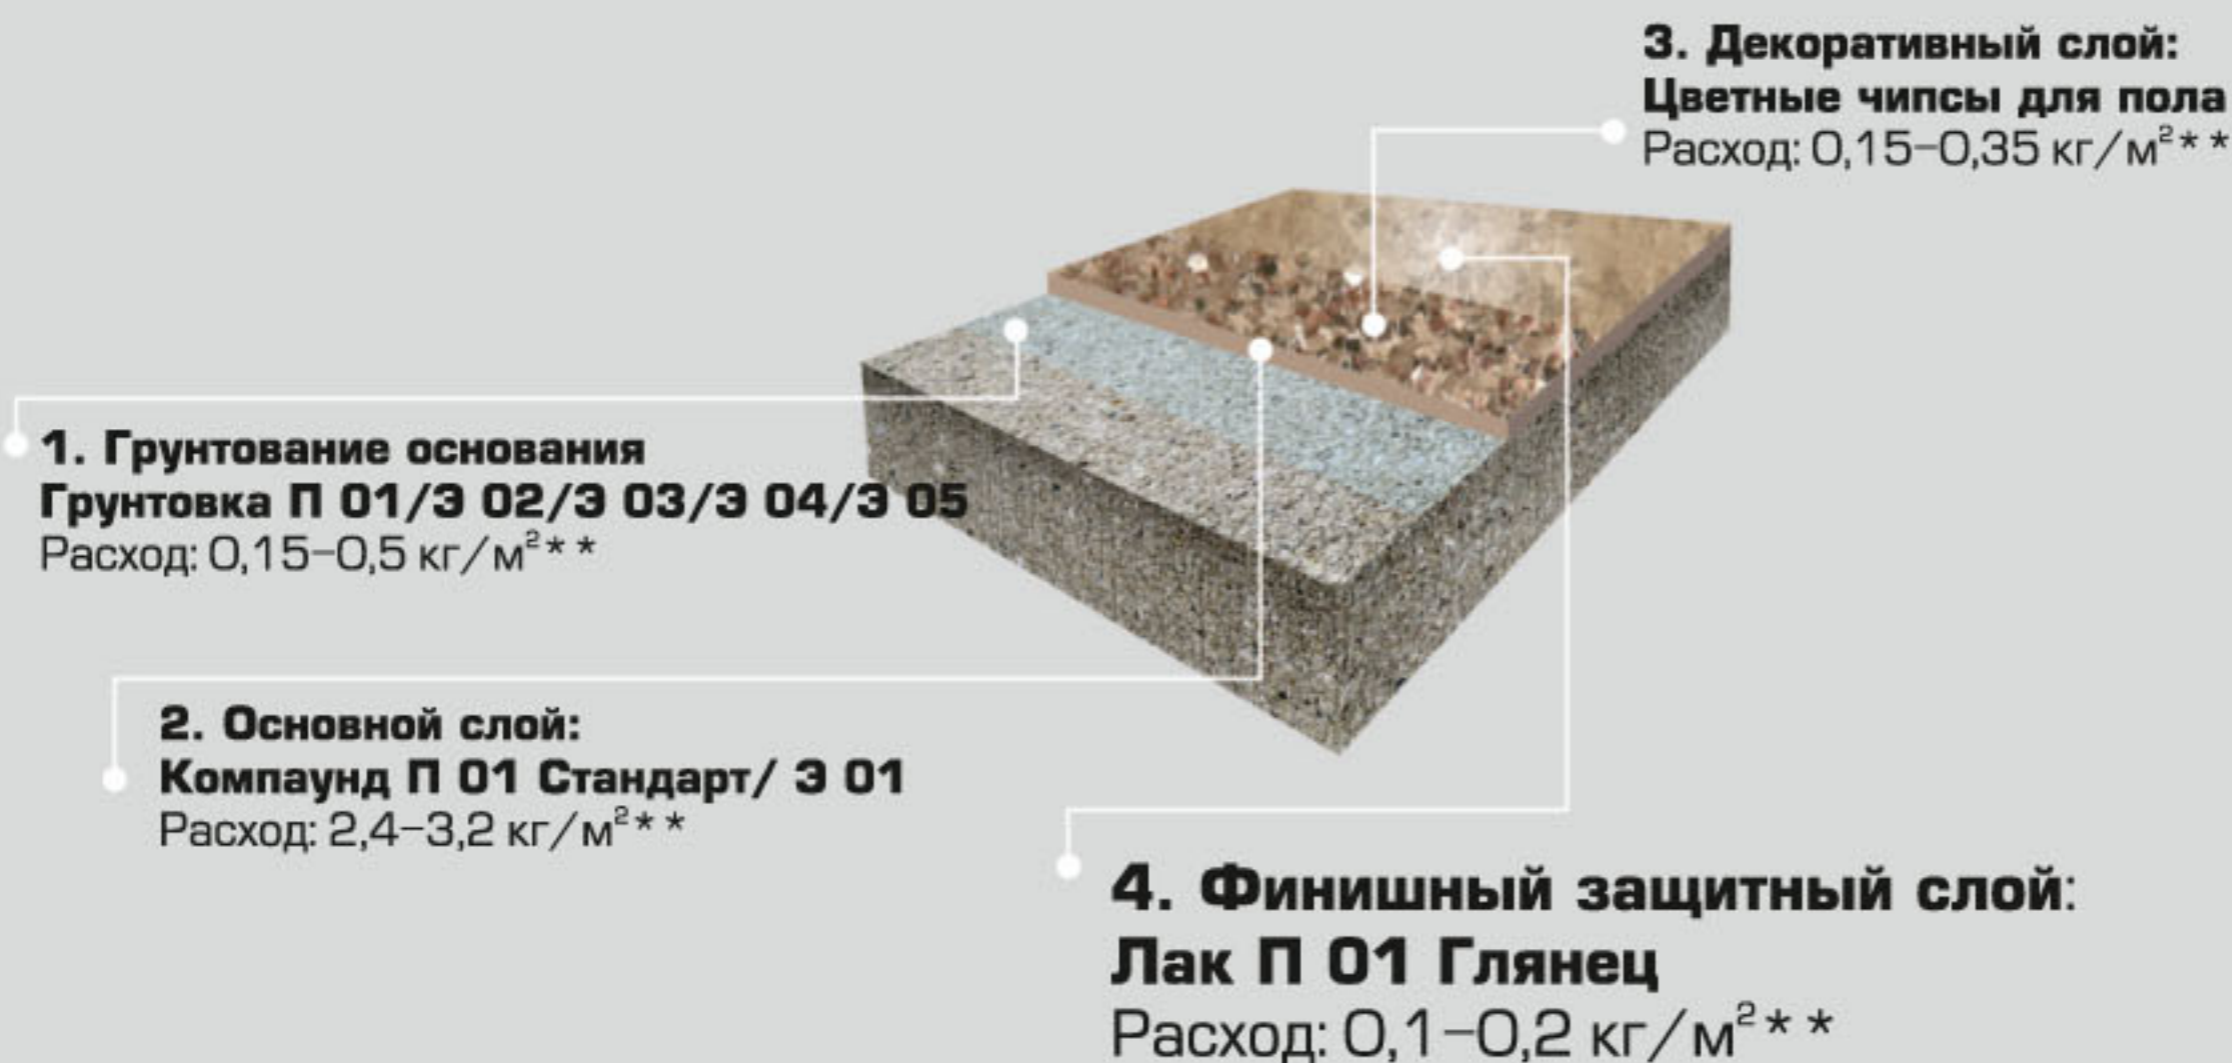 3. Декоративный слой:
Цветные чипсы для пола
Расход: 0,15–0,35 кг/м²**
1. Грунтование основания
Грунтовка П 01/Э 02/Э 03/Э 04/Э 05
Расход: 0,15–0,5 кг/м²**
2. Основной слой:
Компаунд П 01 Стандарт/ Э 01
Расход: 2,4–3,2 кг/м²**
4. Финишный защитный слой:
Лак П 01 Глянец
Расход: 0,1–0,2 кг/м²**